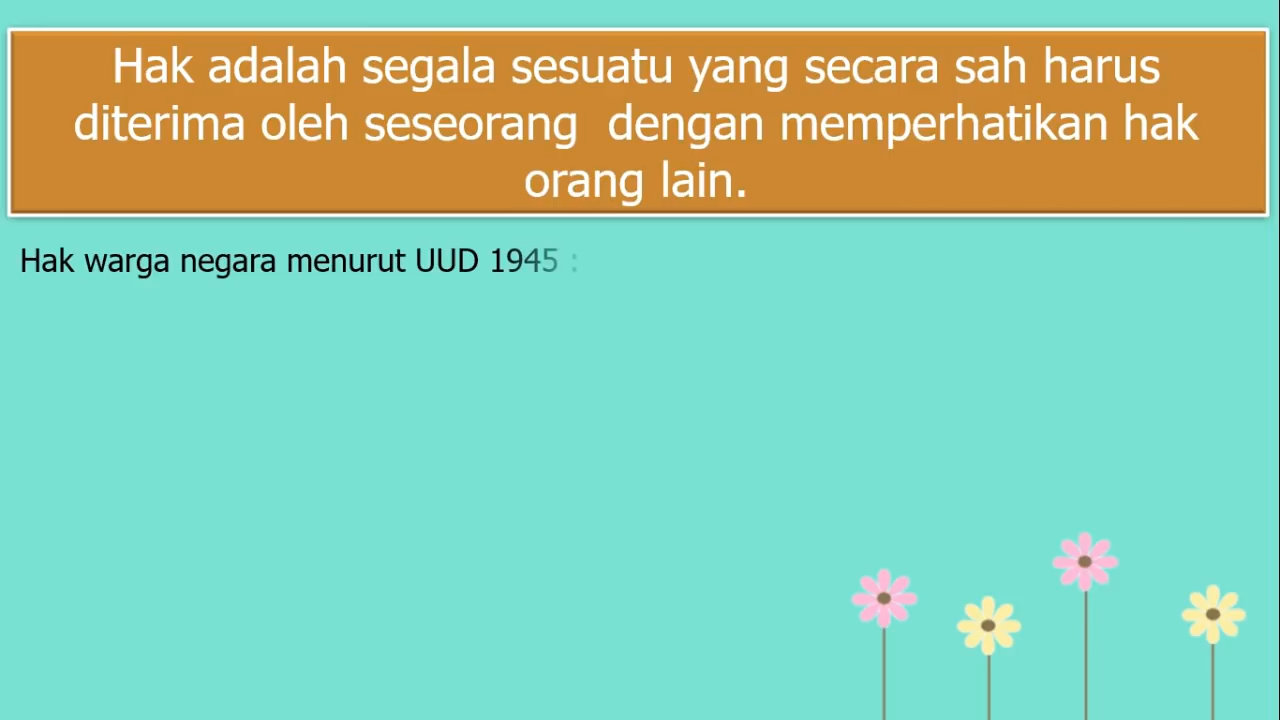 Hak adalah segala sesuatu yang secara sah harus
diterima oleh seseorang dengan memperhatikan hak
orang lain.
Hak warga negara menurut UUD 1945 :